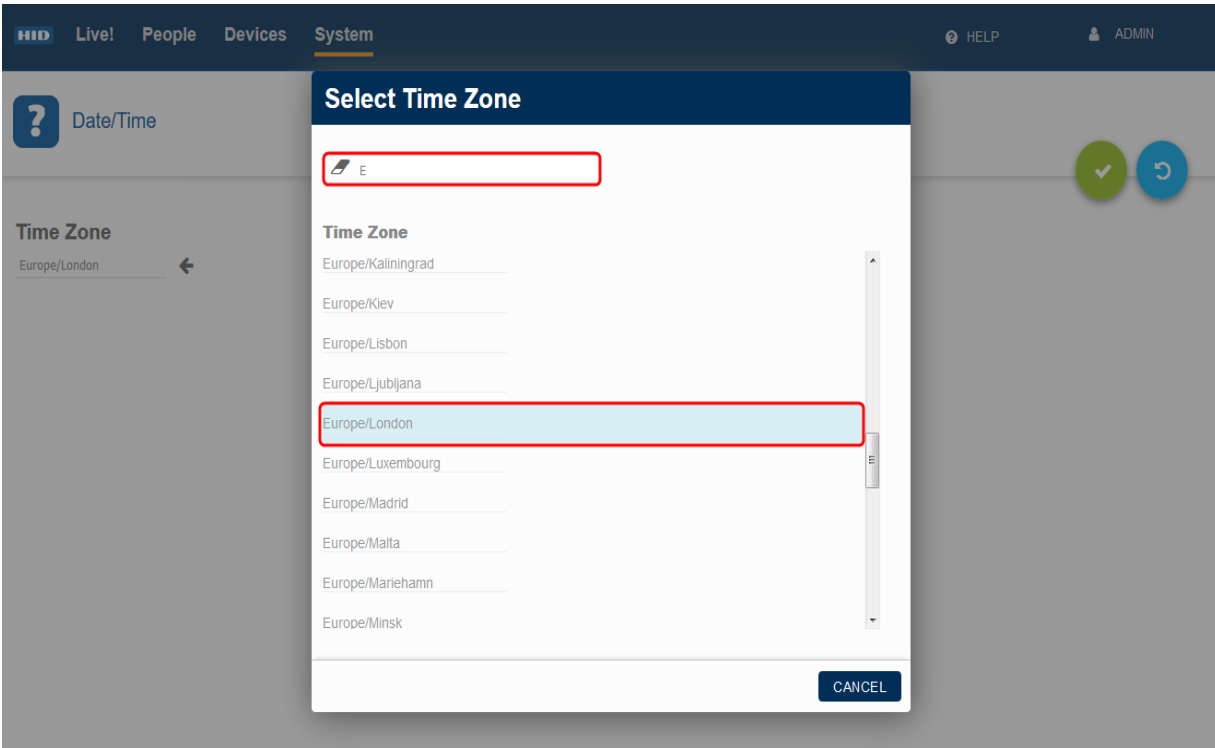 HID Live! People Devices System HELP ADMIN
Select Time Zone
Date/Time
E
Time Zone
Europe/London
Time Zone
Europe/Kaliningrad
Europe/Kiev
Europe/Lisbon
Europe/Ljubljana
Europe/London
Europe/Luxembourg
Europe/Madrid
Europe/Malta
Europe/Mariehamn
Europe/Minsk
CANCEL